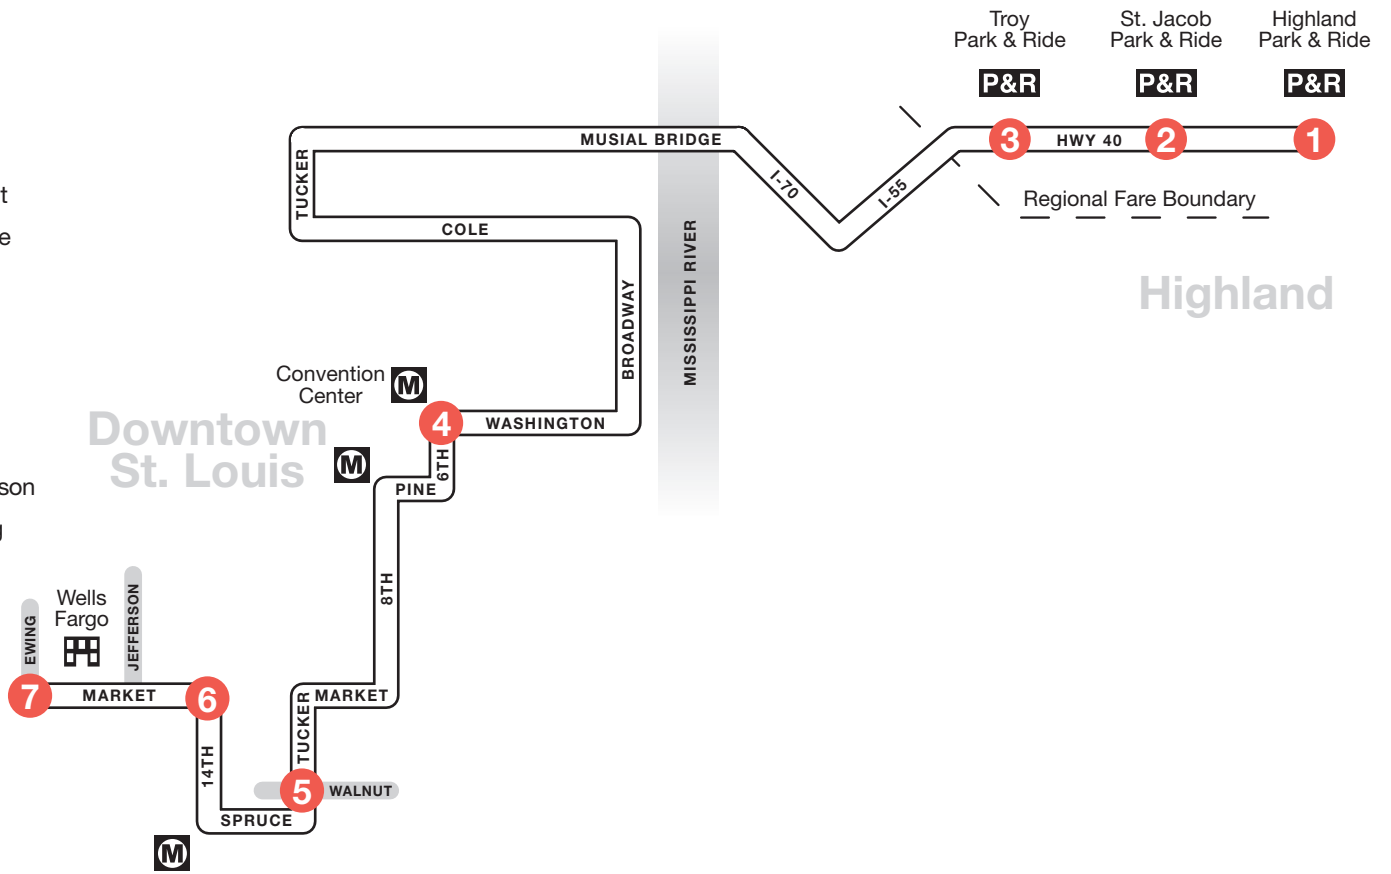 Troy
Park & Ride
St. Jacob
Park & Ride
Highland
Park & Ride
P&R
P&R
P&R
3
HWY 40
2
1
MUSIAL BRIDGE
TUCKER
I-70
I-55
Regional Fare Boundary
t
e
COLE
BROADWAY
MISSISSIPPI RIVER
Highland
Convention
Center
M
4
WASHINGTON
Downtown
St. Louis
M
6TH
PINE
son
g
8TH
Wells
Fargo
EWING
JEFFERSON
7
MARKET
6
TUCKER
MARKET
14TH
5
WALNUT
SPRUCE
M